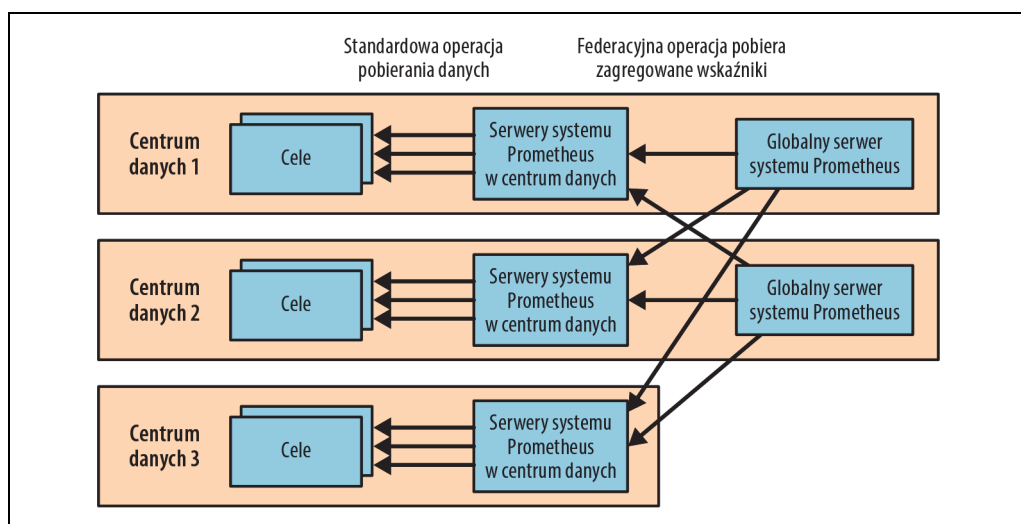 Standardowa operacja
pobierania danych
Federacyjna operacja pobiera
zagregowane wskaźniki
Centrum
danych 1
Cele
Serwery systemu
Prometheus
w centrum danych
Globalny serwer
systemu Prometheus
Centrum
danych 2
Cele
Serwery systemu
Prometheus
w centrum danych
Globalny serwer
systemu Prometheus
Centrum
danych 3
Cele
Serwery systemu
Prometheus
w centrum danych